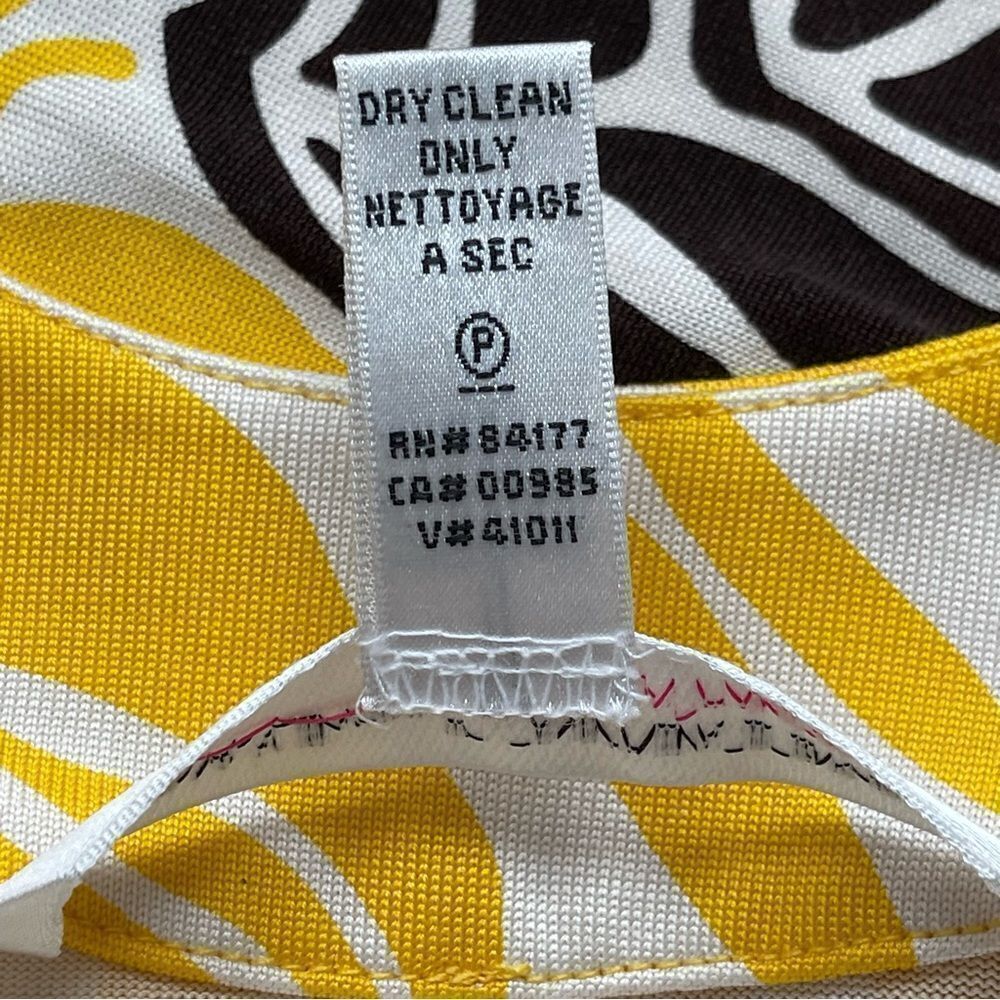 DRY CLEAN
ONLY
NETTOYAGE
A SEC
P
RN# 84177
CA# 00985
V# 41011